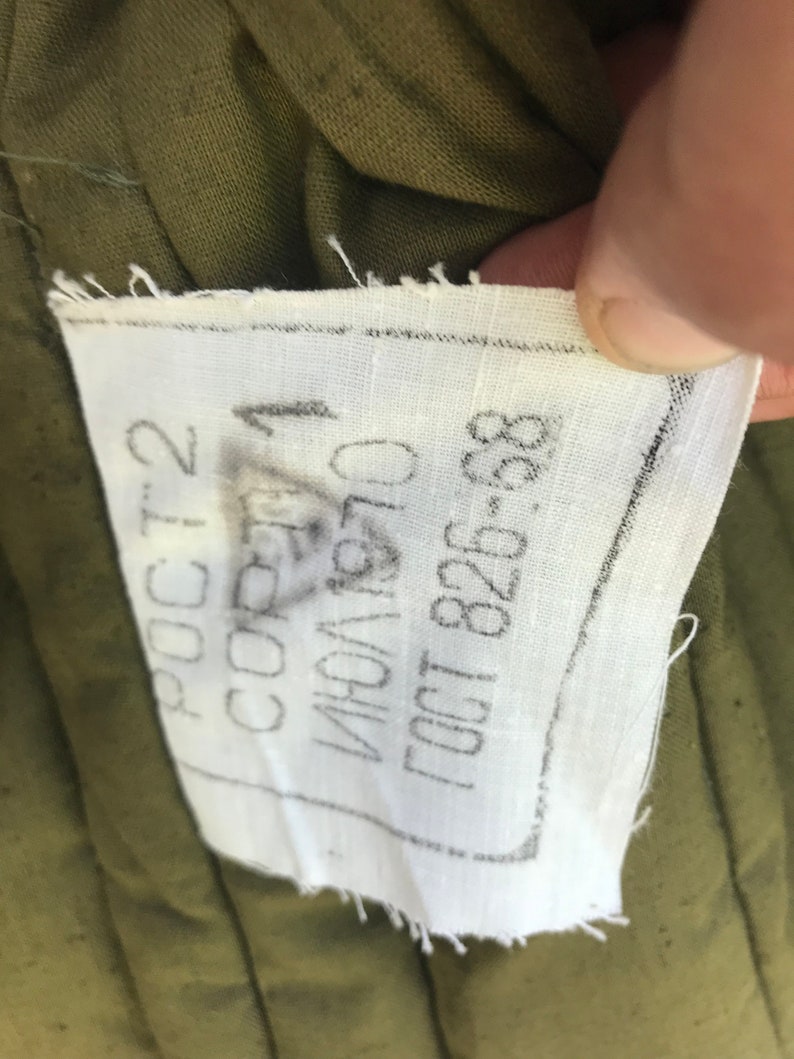 РОСТ 2
СОРТ 1
ИЮЛ 1970
ГОСТ 826-68